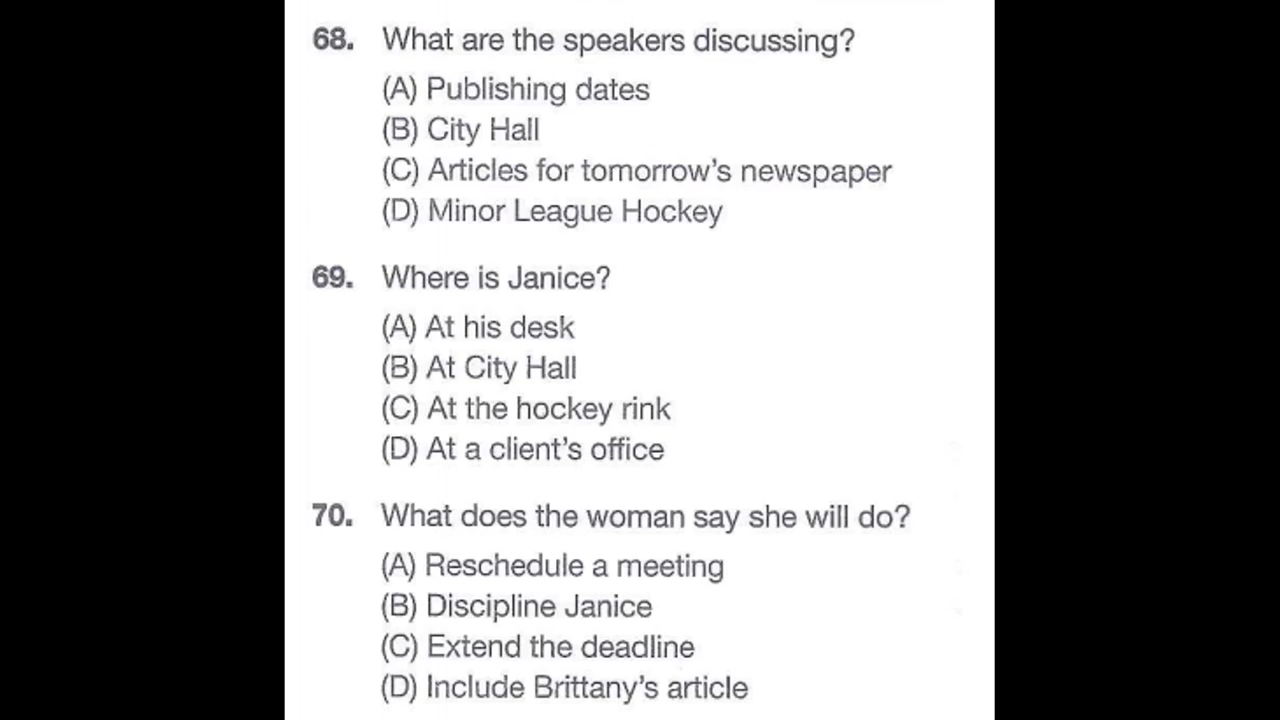 68. What are the speakers discussing?
(A) Publishing dates
(B) City Hall
(C) Articles for tomorrow's newspaper
(D) Minor League Hockey
69. Where is Janice?
(A) At his desk
(B) At City Hall
(C) At the hockey rink
(D) At a client's office
70. What does the woman say she will do?
(A) Reschedule a meeting
(B) Discipline Janice
(C) Extend the deadline
(D) Include Brittany's article